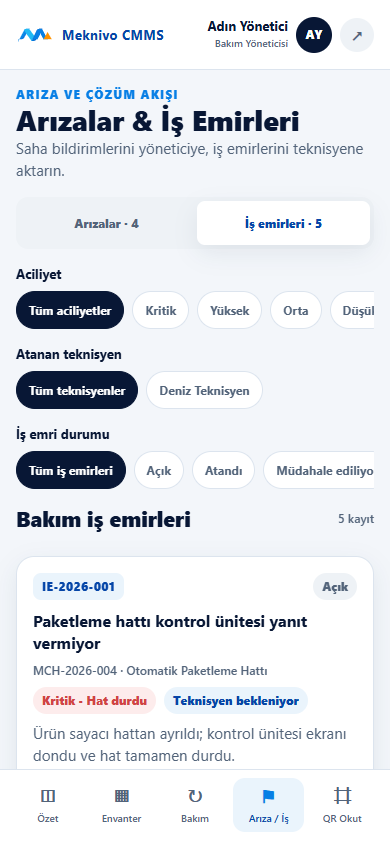 Meknivo CMMS
Adın Yönetici
Bakım Yöneticisi
AY
ARIZA VE ÇÖZÜM AKIŞI
Arızalar & İş Emirleri
Saha bildirimlerini yöneticiye, iş emirlerini teknisyene
aktarın.
Arızalar · 4
İş emirleri · 5
Aciliyet
Tüm aciliyetler
Kritik
Yüksek
Orta
Düşü
Atanan teknisyen
Tüm teknisyenler
Deniz Teknisyen
İş emri durumu
Tüm iş emirleri
Açık
Atandı
Müdahale ediliyo
Bakım iş emirleri
5 kayıt
IE-2026-001
Açık
Paketleme hattı kontrol ünitesi yanıt
vermiyor
MCH-2026-004 · Otomatik Paketleme Hattı
Kritik - Hat durdu
Teknisyen bekleniyor
Ürün sayacı hattan ayrıldı; kontrol ünitesi ekranı
dondu ve hat tamamen durdu.
Özet
Envanter
Bakım
Arıza / İş
QR Okut